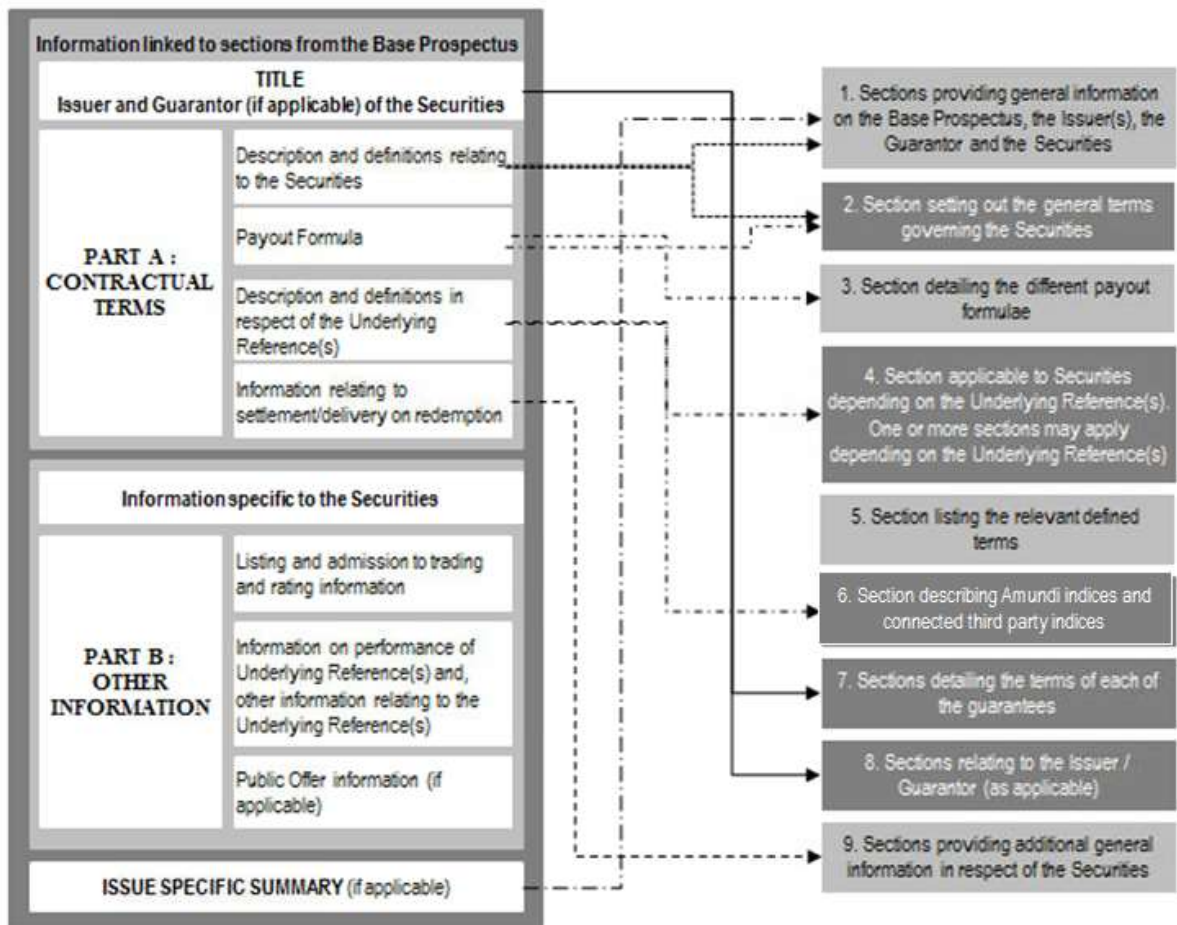 Information linked to sections from the Base Prospectus
TITLE
Issuer and Guarantor (if applicable) of the Securities
PART A :
CONTRACTUAL
TERMS
Description and definitions relating
to the Securities
Payout Formula
Description and definitions in
respect of the Underlying
Reference(s)
Information relating to
settlement/delivery on redemption
Information specific to the Securities
PART B :
OTHER
INFORMATION
Listing and admission to trading
and rating information
Information on performance of
Underlying Reference(s) and,
other information relating to the
Underlying Reference(s)
Public Offer information (if
applicable)
ISSUE SPECIFIC SUMMARY (if applicable)
1. Sections providing general information
on the Base Prospectus, the Issuer(s), the
Guarantor and the Securities
2. Section setting out the general terms
governing the Securities
3. Section detailing the different payout
formulae
4. Section applicable to Securities
depending on the Underlying Reference(s).
One or more sections may apply
depending on the Underlying Reference(s)
5. Section listing the relevant defined
terms
6. Section describing Amundi indices and
connected third party indices
7. Sections detailing the terms of each of
the guarantees
8. Sections relating to the Issuer /
Guarantor (as applicable)
9. Sections providing additional general
information in respect of the Securities